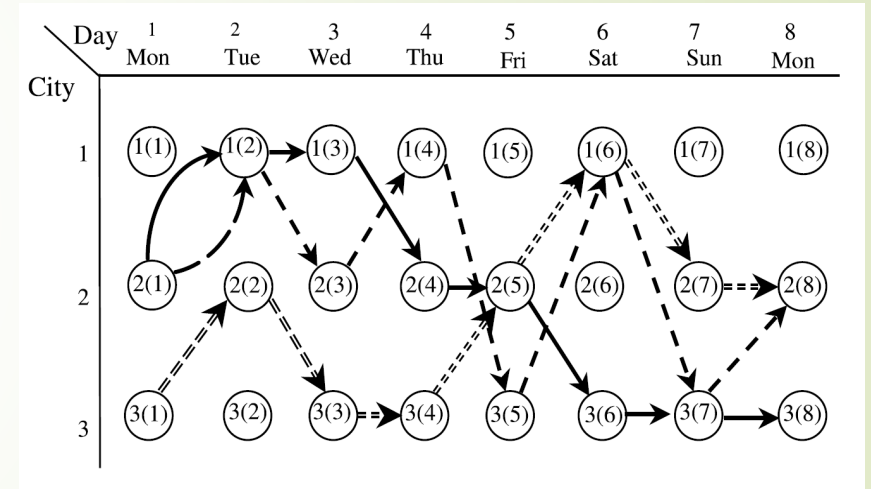 Day 1 2 3 4 5 6 7 8
Mon Tue Wed Thu Fri Sat Sun Mon
City
1 1(1) 1(2) 1(3) 1(4) 1(5) 1(6) 1(7) 1(8)
2 2(1) 2(2) 2(3) 2(4) 2(5) 2(6) 2(7) 2(8)
3 3(1) 3(2) 3(3) 3(4) 3(5) 3(6) 3(7) 3(8)